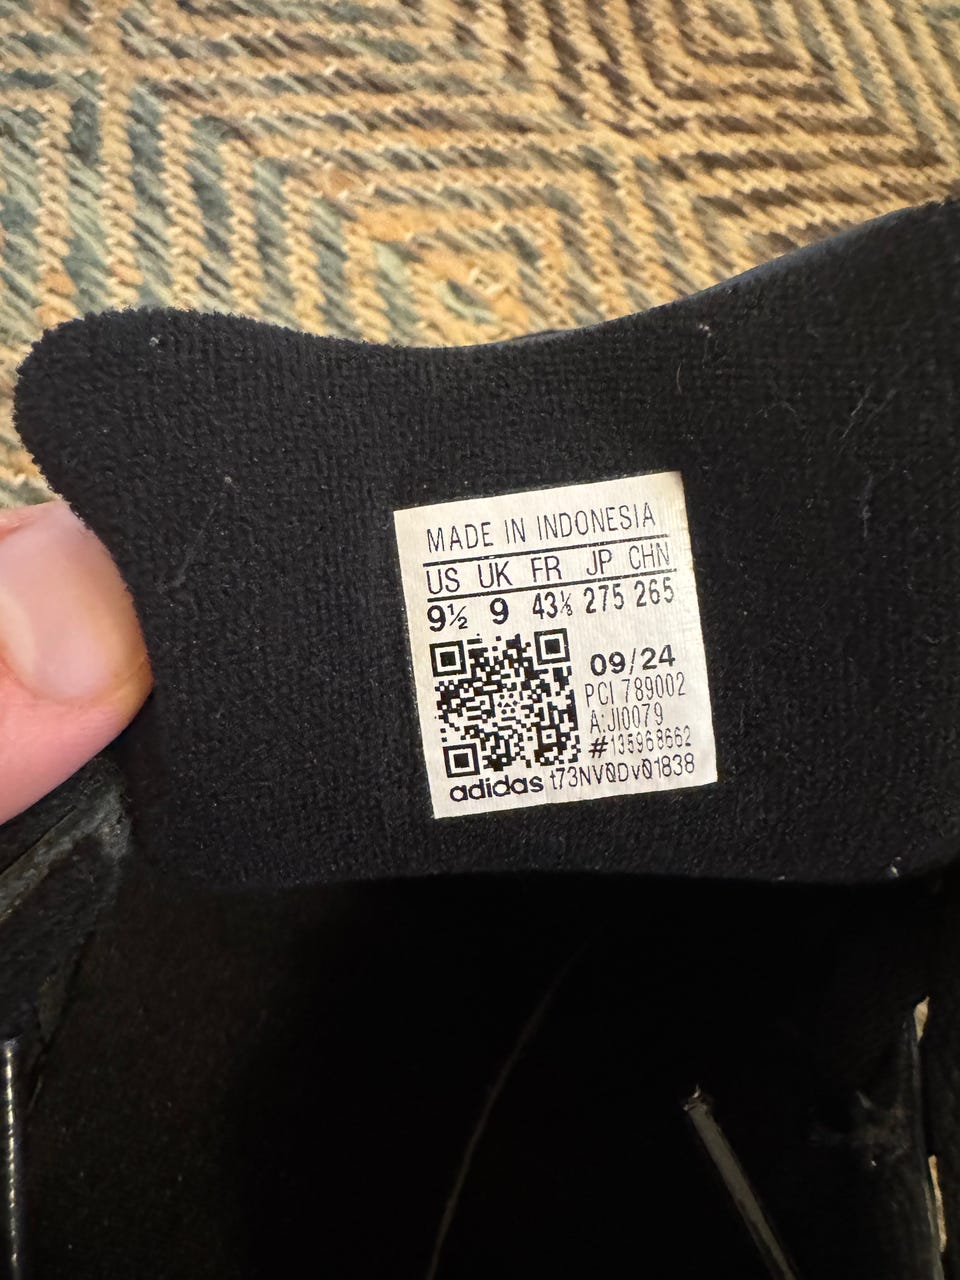 MADE IN INDONESIA
US UK FR JP CHN
9½ 9 43⅓ 275 265
09/24
PCI 789002
A:JI0079
#135968662
adidas t73NV0Dv01838